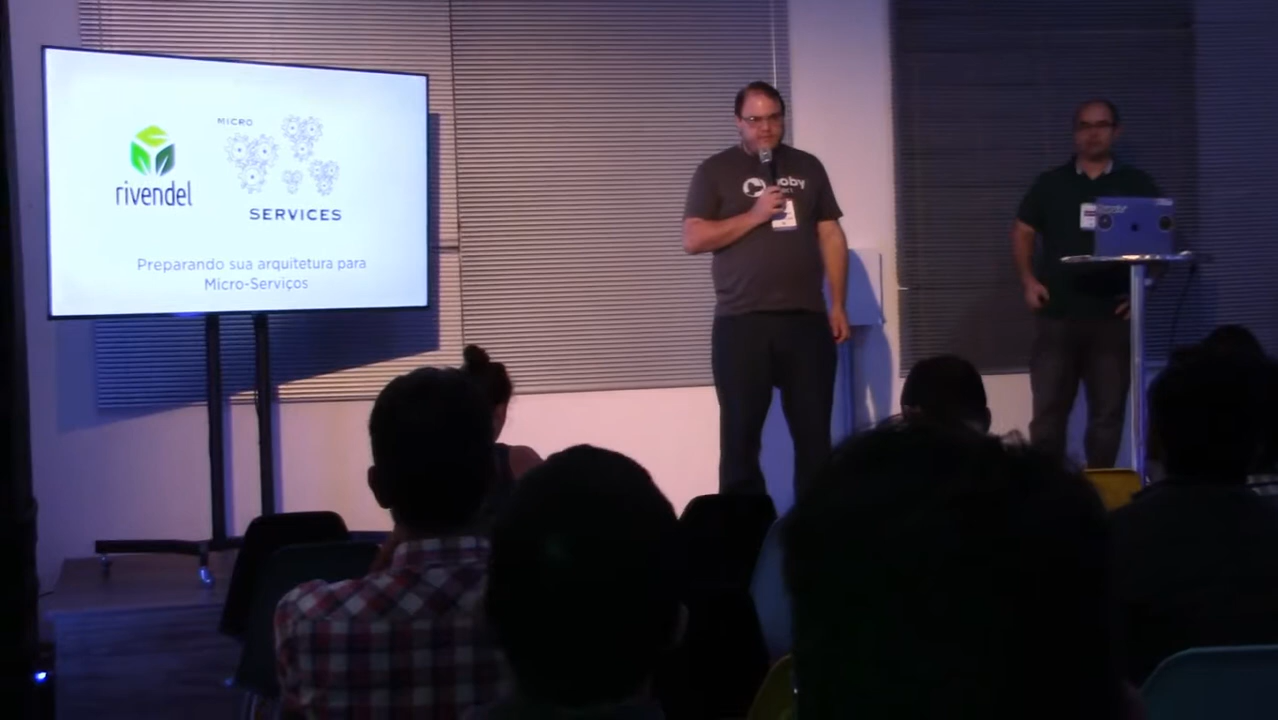 rivendel
MICRO
SERVICES
Preparando sua arquitetura para
Micro-Serviços